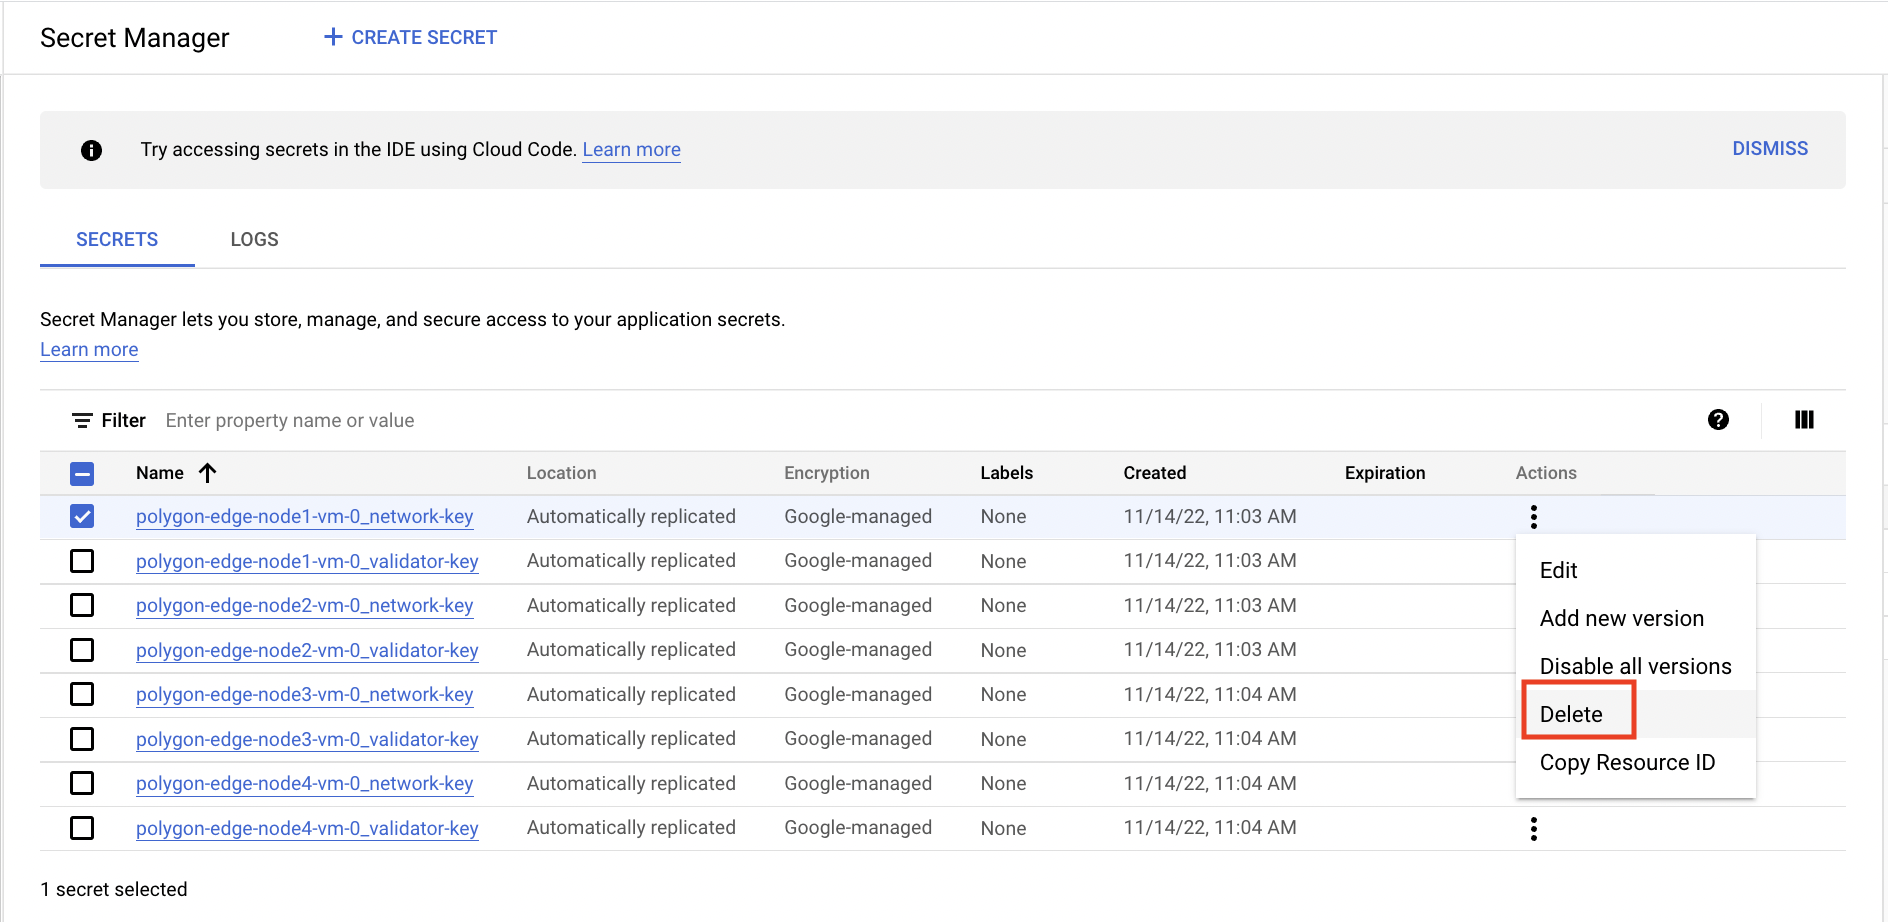 Secret Manager
CREATE SECRET
Try accessing secrets in the IDE using Cloud Code. Learn more
DISMISS
SECRETS
LOGS
Secret Manager lets you store, manage, and secure access to your application secrets.
Learn more
Filter Enter property name or value
Name Location Encryption Labels Created Expiration Actions
polygon-edge-node1-vm-0_network-key Automatically replicated Google-managed None 11/14/22, 11:03 AM
polygon-edge-node1-vm-0_validator-key Automatically replicated Google-managed None 11/14/22, 11:03 AM
polygon-edge-node2-vm-0_network-key Automatically replicated Google-managed None 11/14/22, 11:03 AM
polygon-edge-node2-vm-0_validator-key Automatically replicated Google-managed None 11/14/22, 11:03 AM
polygon-edge-node3-vm-0_network-key Automatically replicated Google-managed None 11/14/22, 11:04 AM
polygon-edge-node3-vm-0_validator-key Automatically replicated Google-managed None 11/14/22, 11:04 AM
polygon-edge-node4-vm-0_network-key Automatically replicated Google-managed None 11/14/22, 11:04 AM
polygon-edge-node4-vm-0_validator-key Automatically replicated Google-managed None 11/14/22, 11:04 AM
Edit
Add new version
Disable all versions
Delete
Copy Resource ID
1 secret selected